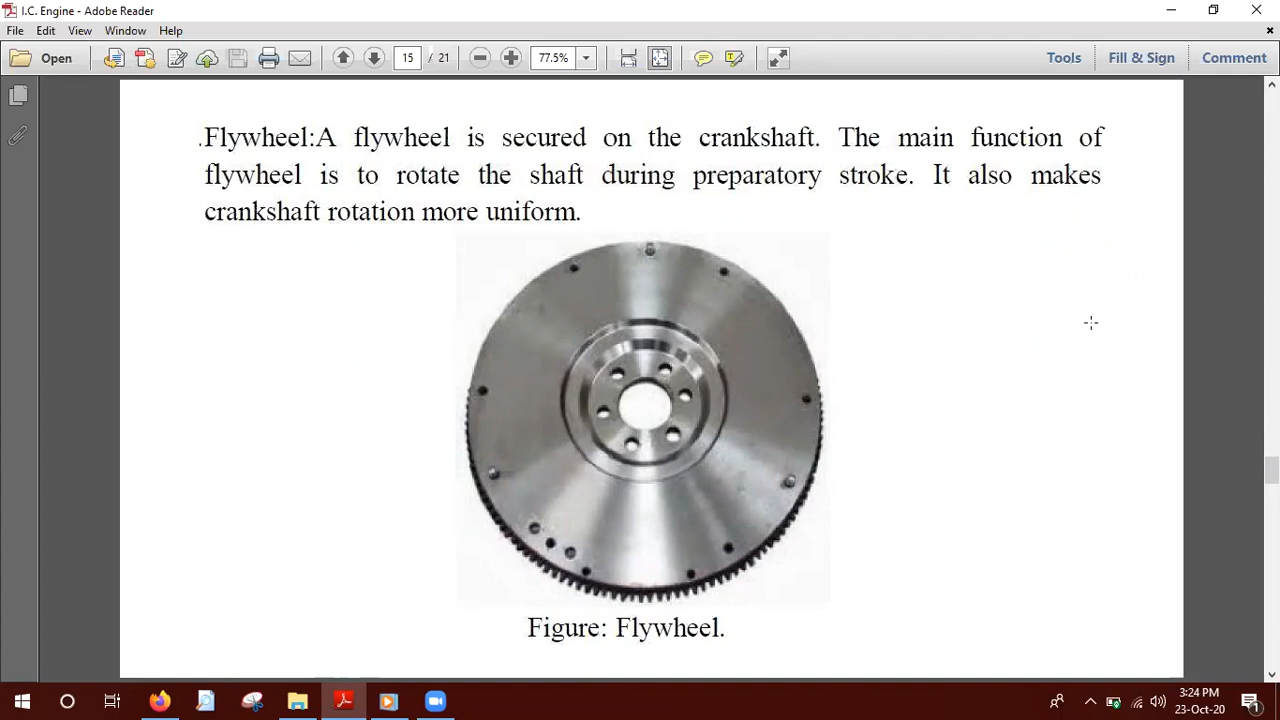 I.C. Engine - Adobe Reader
File Edit View Window Help
Open 15 / 21 77.5% Tools Fill & Sign Comment
.Flywheel:A flywheel is secured on the crankshaft. The main function of
flywheel is to rotate the shaft during preparatory stroke. It also makes
crankshaft rotation more uniform.
Figure: Flywheel.
3:24 PM
23-Oct-20
1